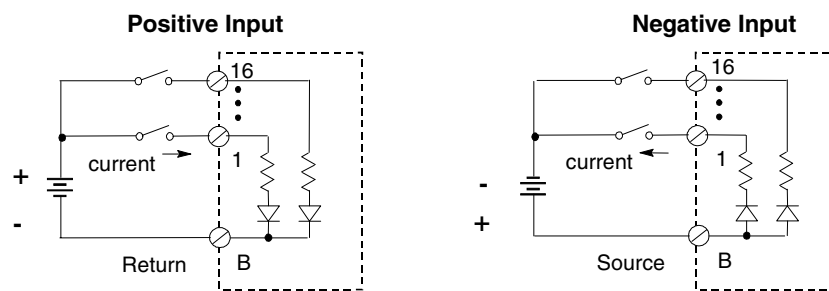 Positive Input
16
1
current
+
-
Return
B
Negative Input
16
1
current
-
+
Source
B